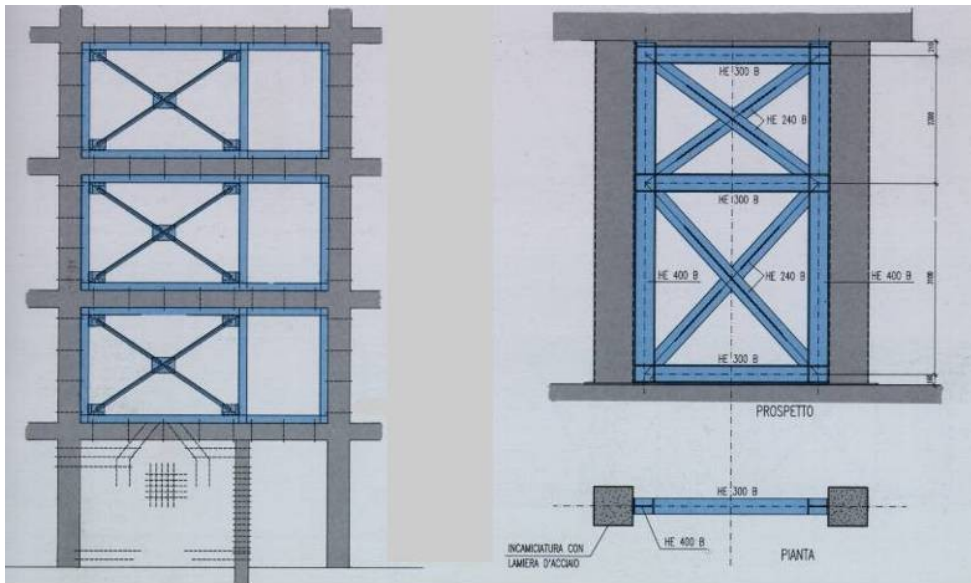 HE 300 B
HE 240 B
HE 300 B
HE 400 B
HE 240 B
HE 400 B
HE 300 B
PROSPETTO
HE 300 B
HE 400 B
INCAMICIATURA CON
LAMIERA D'ACCIAIO
PIANTA